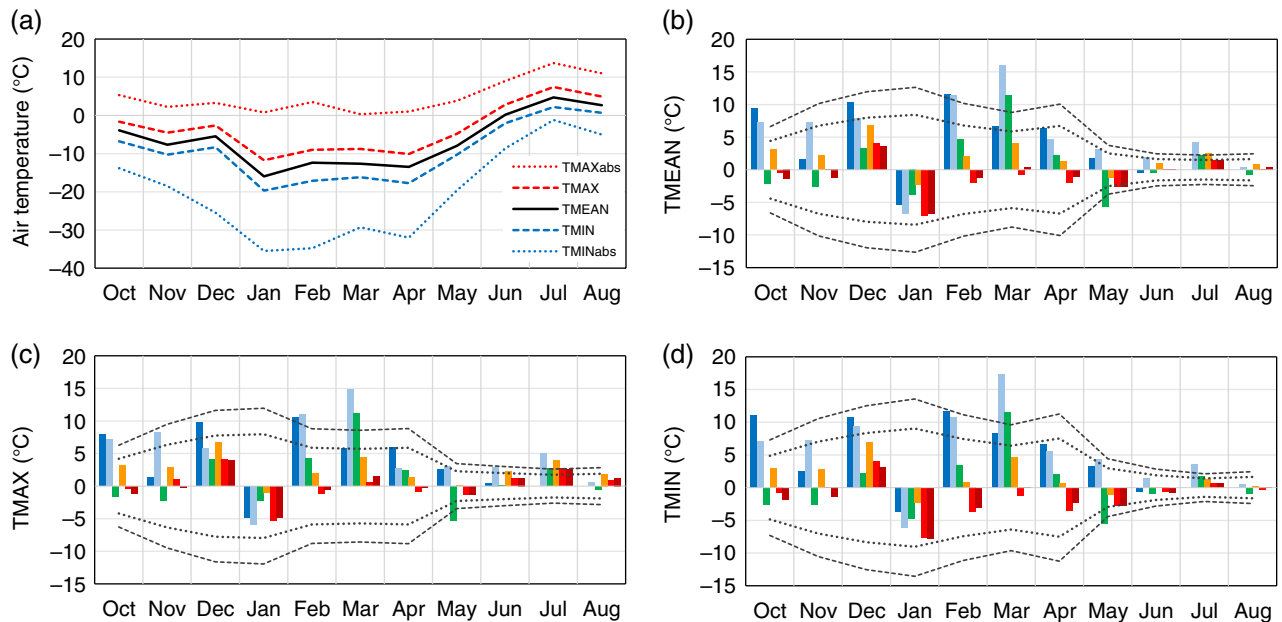 (a)
20
10
0
−10
−20
−30
−40
Air temperature (°C)
TMAXabs
TMAX
TMEAN
TMIN
TMINabs
Oct Nov Dec Jan Feb Mar Apr May Jun Jul Aug
(b)
20
15
10
5
0
−5
−10
−15
TMEAN (°C)
Oct Nov Dec Jan Feb Mar Apr May Jun Jul Aug
(c)
20
15
10
5
0
−5
−10
−15
TMAX (°C)
Oct Nov Dec Jan Feb Mar Apr May Jun Jul Aug
(d)
20
15
10
5
0
−5
−10
−15
TMIN (°C)
Oct Nov Dec Jan Feb Mar Apr May Jun Jul Aug